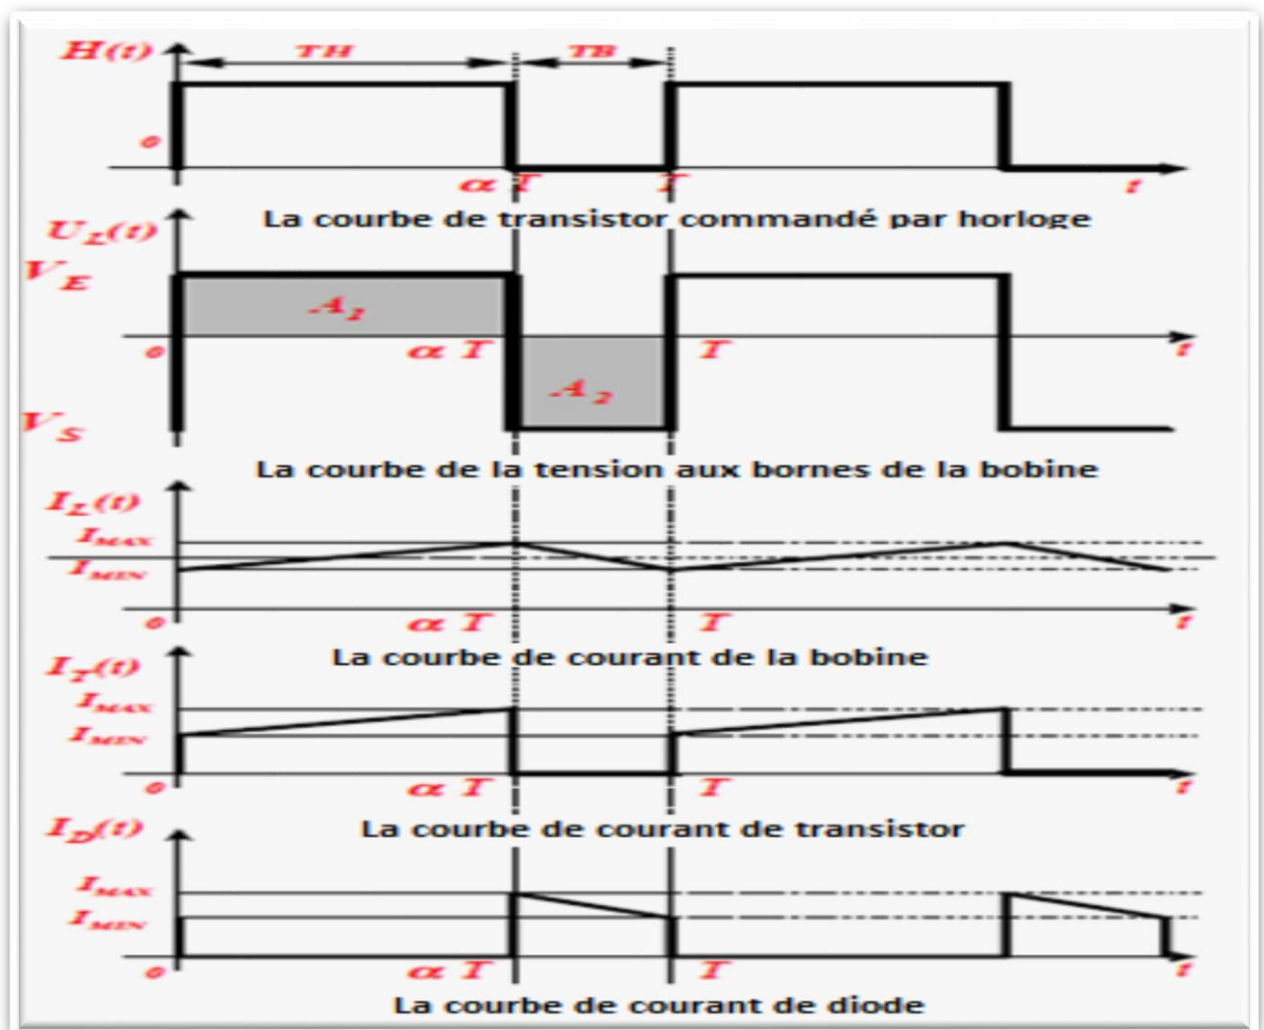 H(t) TH TB
0
α T T t
La courbe de transistor commandé par horloge
U_L(t)
V_E
A_1
0 α T T t
A_2
V_S
La courbe de la tension aux bornes de la bobine
I_L(t)
I_MAX
I_MIN
0 α T T t
La courbe de courant de la bobine
I_T(t)
I_MAX
I_MIN
0 α T T t
La courbe de courant de transistor
I_D(t)
I_MAX
I_MIN
0 α T T t
La courbe de courant de diode